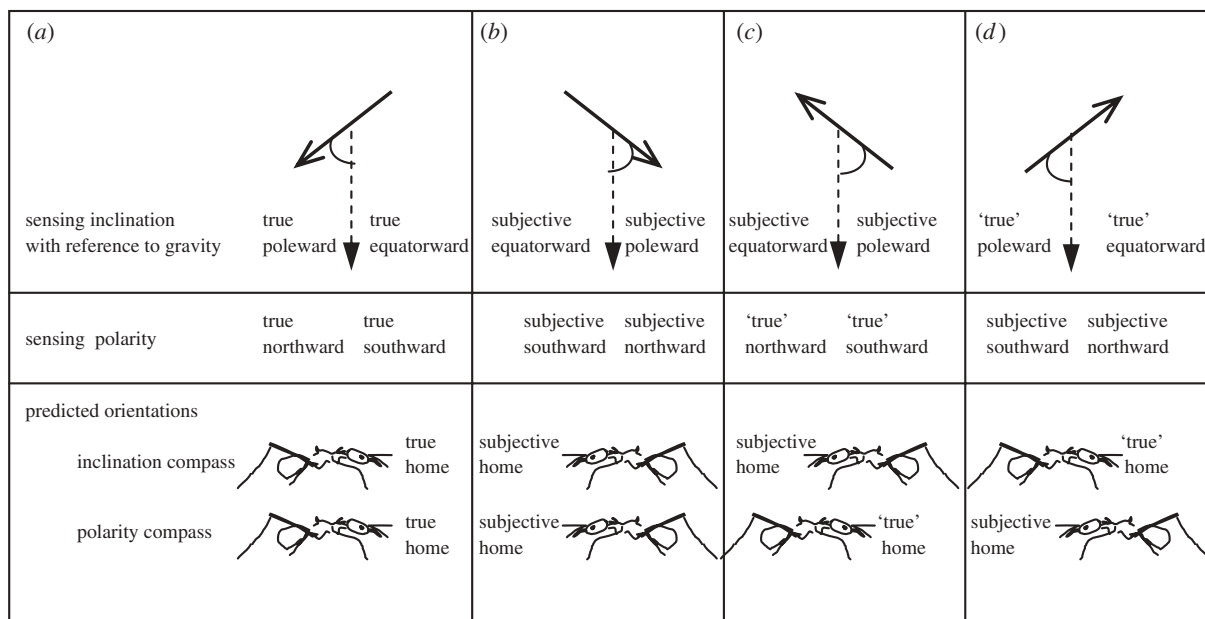 (a) (b) (c) (d)
sensing inclination
with reference to gravity
true
poleward
true
equatorward
subjective
equatorward
subjective
poleward
subjective
equatorward
subjective
poleward
‘true’
poleward
‘true’
equatorward
sensing polarity
true
northward
true
southward
subjective
southward
subjective
northward
‘true’
northward
‘true’
southward
subjective
southward
subjective
northward
predicted orientations
inclination compass
true
home
subjective
home
subjective
home
‘true’
home
polarity compass
true
home
subjective
home
‘true’
home
subjective
home